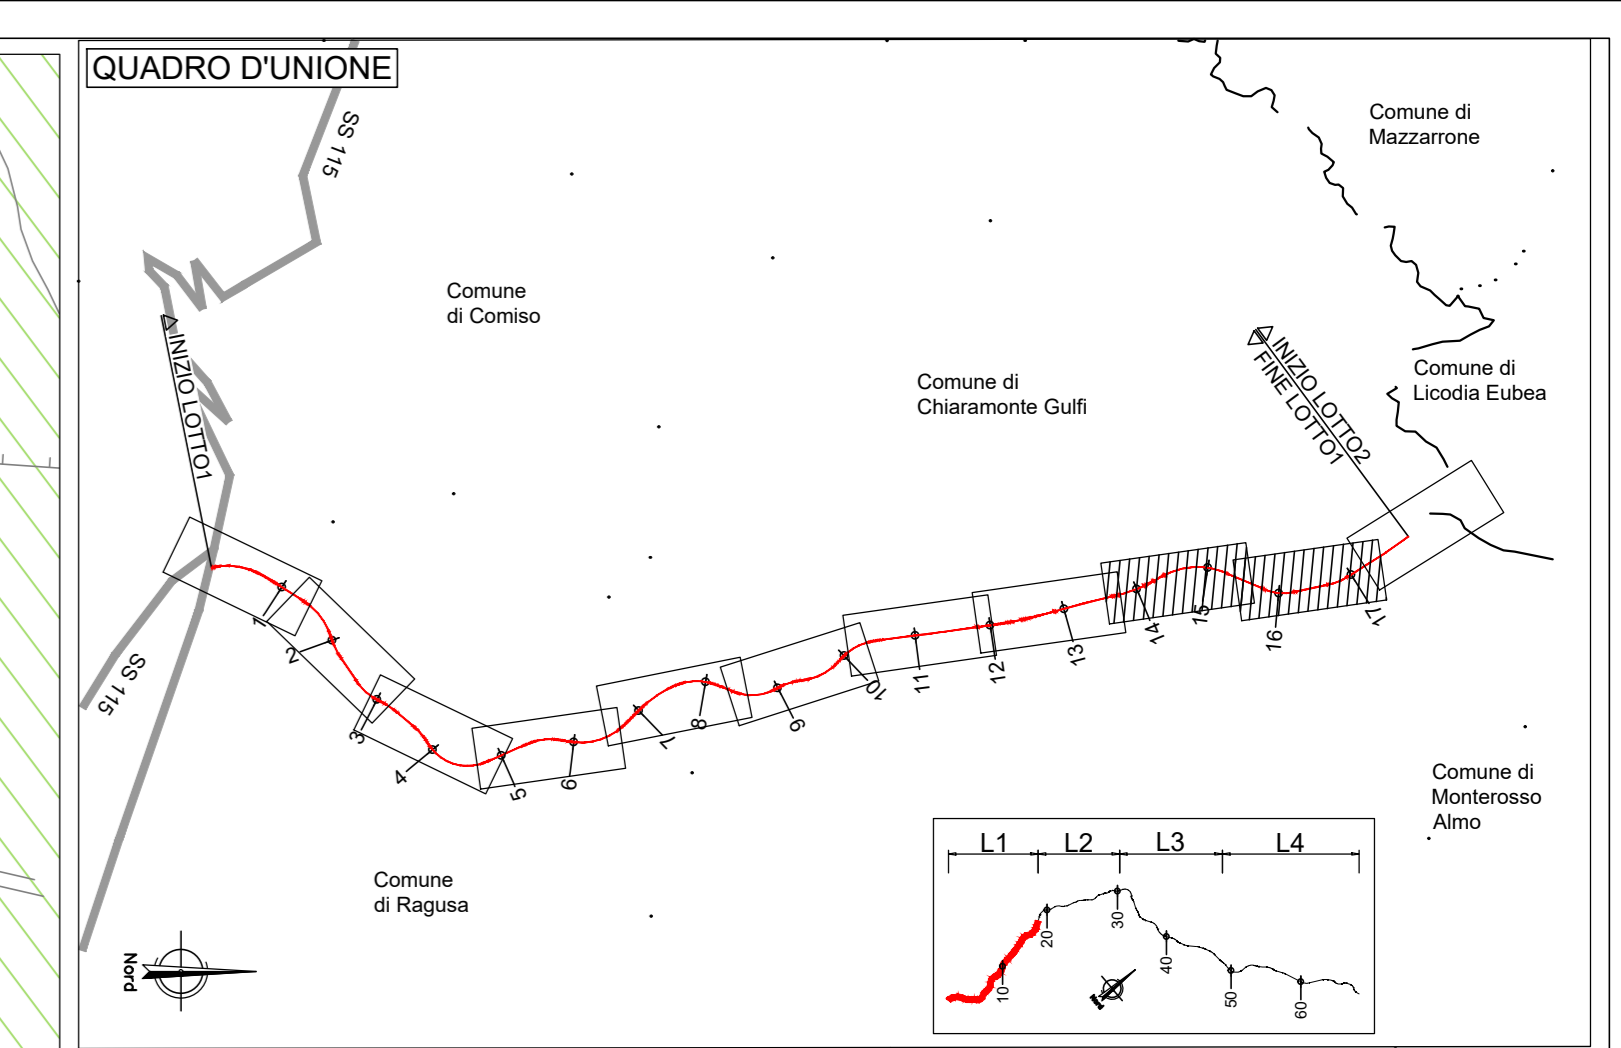 QUADRO D'UNIONE
SS 115
Comune di
Mazzarrone
Comune
di Comiso
INIZIO LOTTO1
Comune di
Chiaramonte Gulfi
INIZIO LOTTO2
FINE LOTTO1
Comune di
Licodia Eubea
1
2
3
4
5
6
7
8
9
10
11
12
13
14
15
16
17
SS 115
Comune di
Monterosso
Almo
Comune
di Ragusa
Nord
L1 L2 L3 L4
10
20
30
40
50
60
Nord